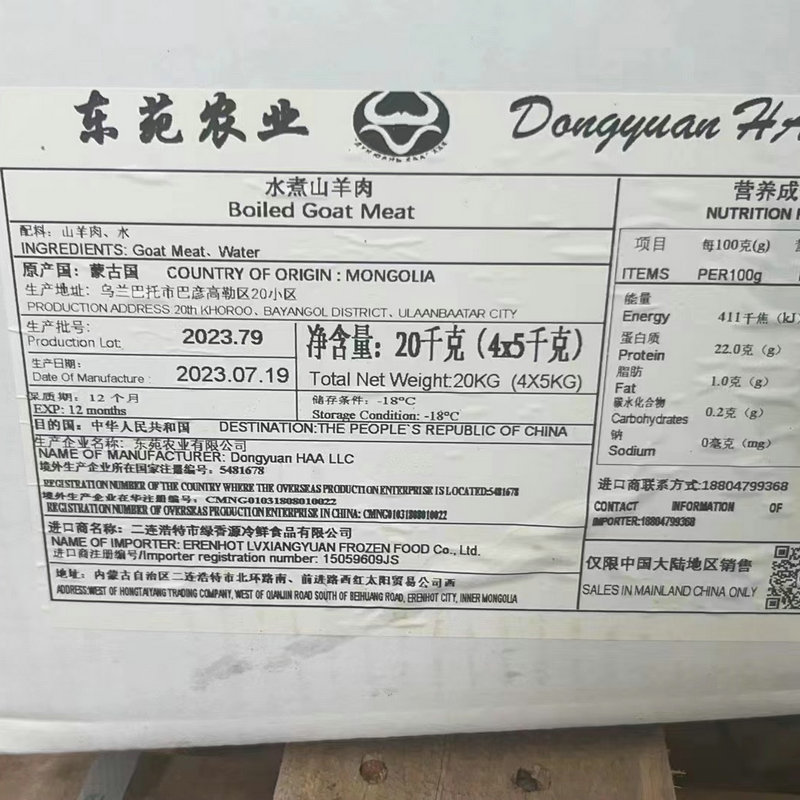 东苑农业
Dongyuan HA
水煮山羊肉
Boiled Goat Meat
配料：山羊肉、水
INGREDIENTS: Goat Meat、Water
原产国：蒙古国 COUNTRY OF ORIGIN : MONGOLIA
生产地址：乌兰巴托市巴彦高勒区20小区
PRODUCTION ADDRESS 20th KHOROO、BAYANGOL DISTRICT、ULAANBAATAR CITY
生产批号：
Production Lot:
2023.79
生产日期：
Date Of Manufacture :
2023.07.19
保质期：12 个月
EXP: 12 months
净含量：20千克（4x5千克）
Total Net Weight:20KG（4X5KG）
储存条件：-18°C
Storage Condition: -18°C
目的国：中华人民共和国 DESTINATION:THE PEOPLE`S REPUBLIC OF CHINA
生产企业名称：东苑农业有限公司
NAME OF MANUFACTURER: Dongyuan HAA LLC
境外生产企业所在国家注册编号：5481678
REGISTRATION NUMBER OF THE COUNTRY WHERE THE OVERSEAS PRODUCTION ENTERPRISE IS LOCATED:5481678
境外生产企业在华注册编号：CMNG01031808010022
REGISTRATION NUMBER OF OVERSEAS PRODUCTION ENTERPRISE IN CHINA: CMNG01031808010022
进口商名称：二连浩特市绿香源冷鲜食品有限公司
NAME OF IMPORTER: ERENHOT LVXIANGYUAN FROZEN FOOD Co., Ltd.
进口商注册编号/Importer registration number: 15059609JS
地址：内蒙古自治区二连浩特市北环路南、前进路西红太阳贸易公司西
ADDRESS:WEST OF HONGTAIYANG TRADING COMPANY, WEST OF QIANJIN ROAD SOUTH OF BEIHUANG ROAD, ERENHOT CITY, INNER MONGOLIA
营养成
NUTRITION
项目 每100克(g)
ITEMS PER100g
能量
Energy 411千焦（kJ）
蛋白质
Protein 22.0克（g）
脂肪
Fat 1.0克（g）
碳水化合物
Carbohydrates 0.2克（g）
钠
Sodium 0毫克（mg）
进口商联系方式:18804799368
CONTACT INFORMATION OF
IMPORTER:18804799368
仅限中国大陆地区销售
SALES IN MAINLAND CHINA ONLY